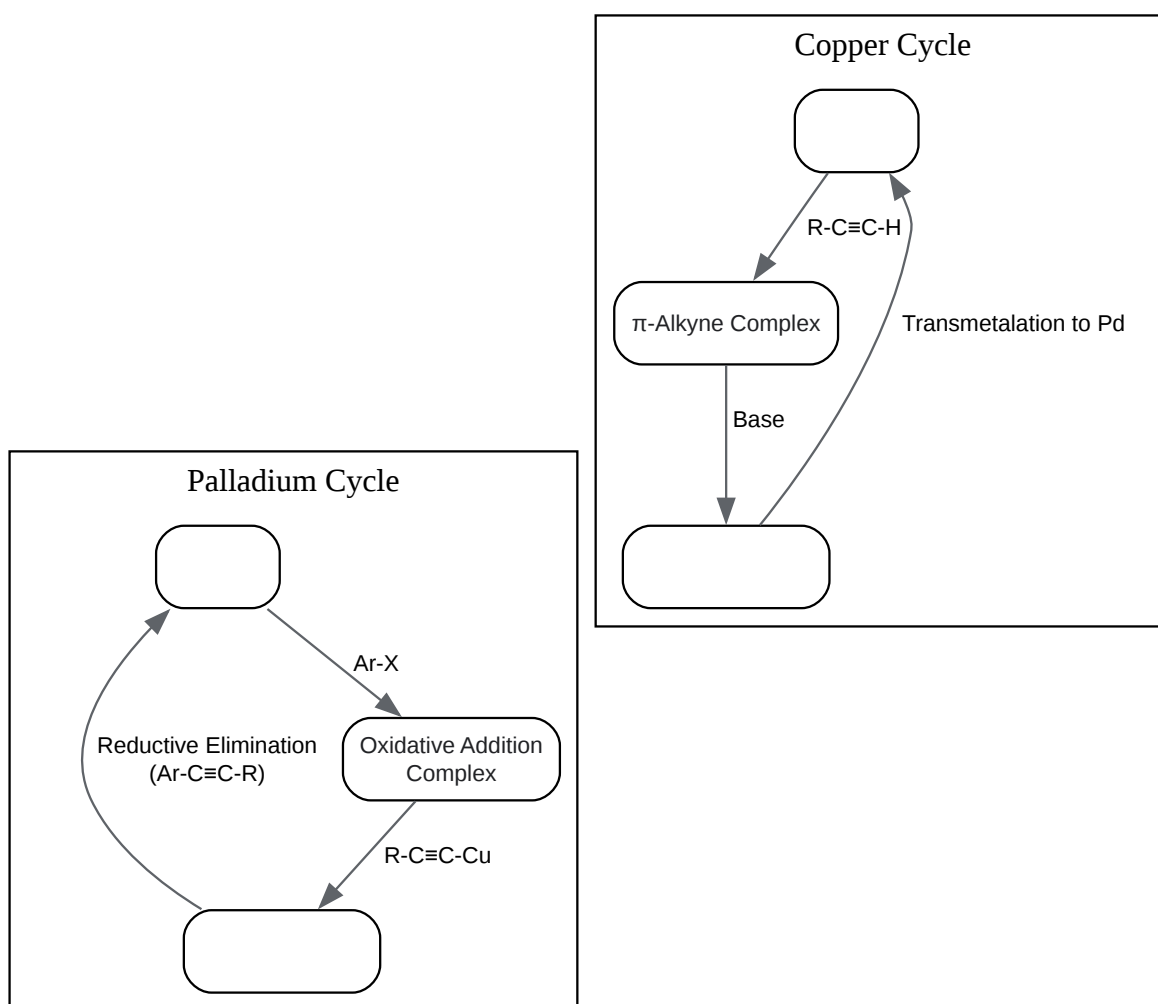 Copper Cycle
R-C≡C-H
π-Alkyne Complex
Transmetalation to Pd
Base
Palladium Cycle
Ar-X
Reductive Elimination
(Ar-C≡C-R)
Oxidative Addition
Complex
R-C≡C-Cu